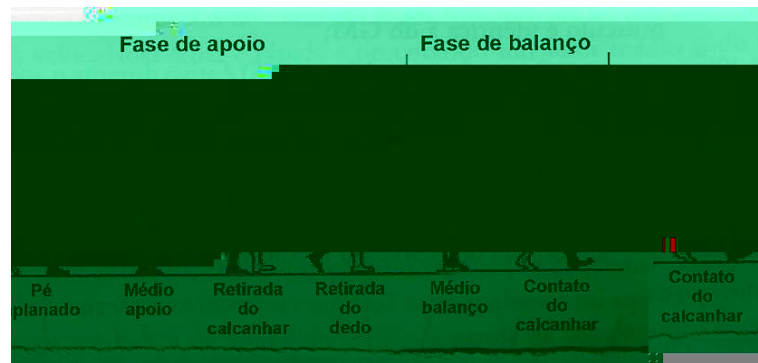 Fase de apoio
Fase de balanço
Pé
planado
Médio
apoio
Retirada
do
calcanhar
Retirada
do
dedo
Médio
balanço
Contato
do
calcanhar
Contato
do
calcanhar